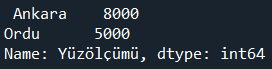 Ankara    8000
Ordu      5000
Name: Yüzölçümü, dtype: int64